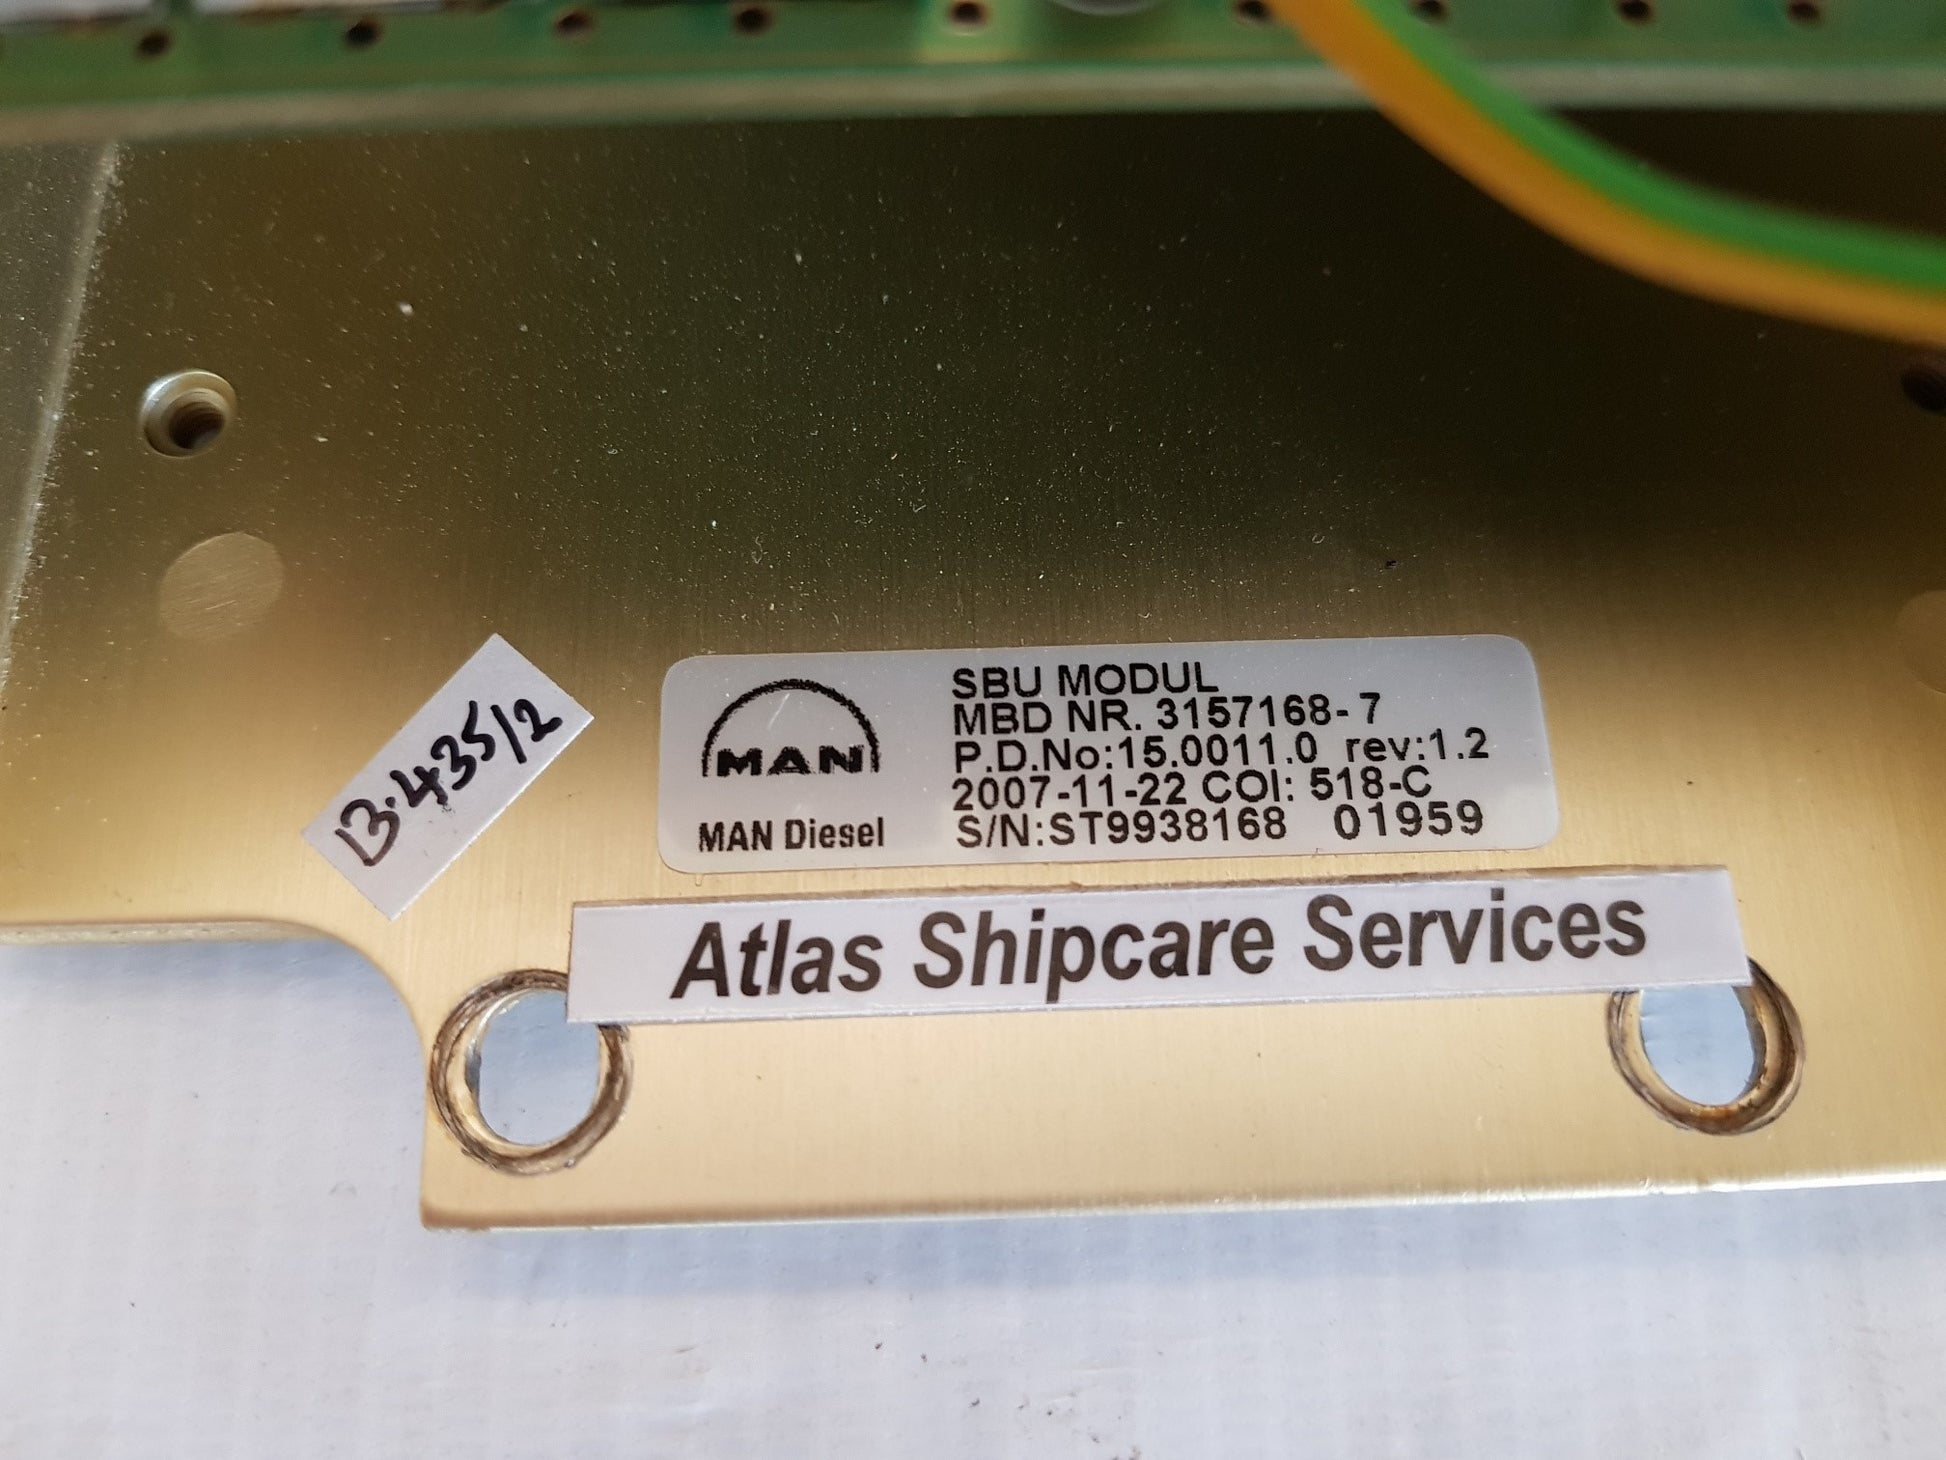 SBU MODUL
MBD NR. 3157168-7
P.D.No:15.0011.0 rev:1.2
2007-11-22 COI: 518-C
S/N:ST9938168 01959
MAN
MAN Diesel
B.435/2
Atlas Shipcare Services